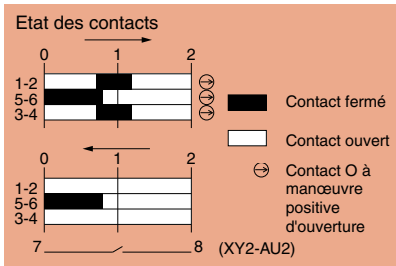 Etat des contacts
0 1 2
1-2
5-6
3-4
Contact fermé
Contact ouvert
Contact O à
manœuvre
positive
d'ouverture
0 1 2
1-2
5-6
3-4
7 8 (XY2-AU2)